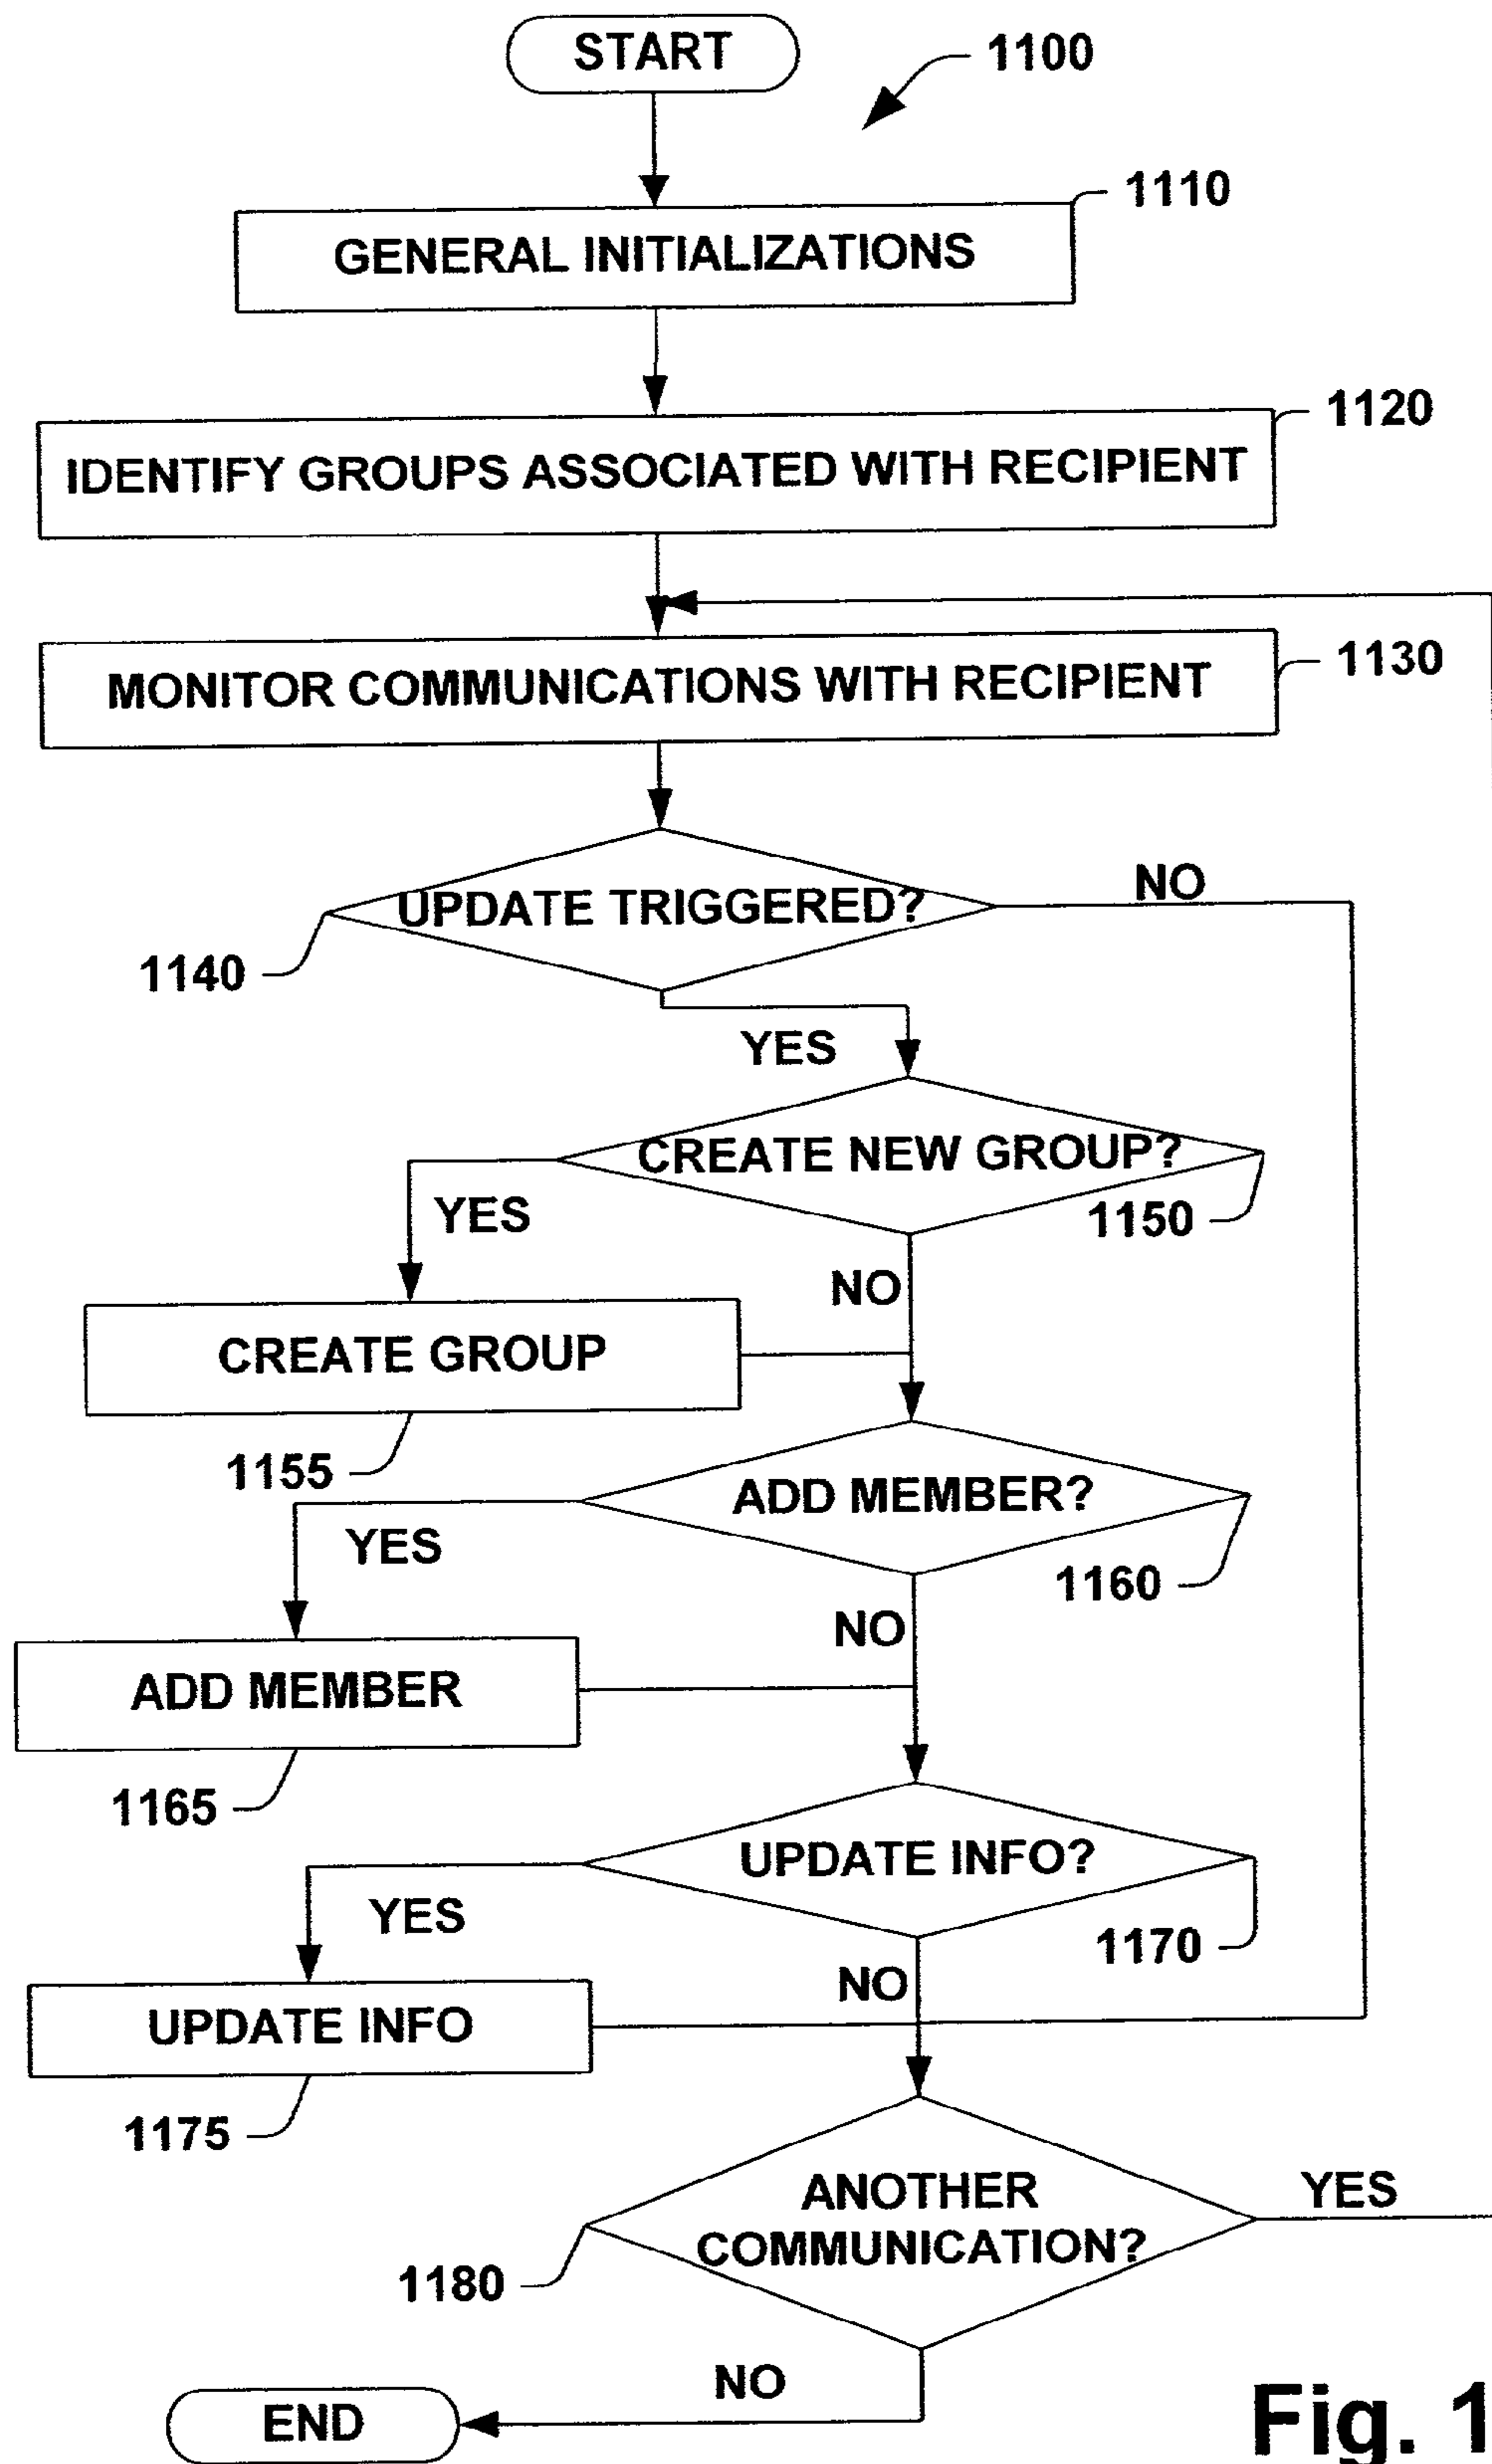 START
1100
1110
GENERAL INITIALIZATIONS
1120
IDENTIFY GROUPS ASSOCIATED WITH RECIPIENT
1130
MONITOR COMMUNICATIONS WITH RECIPIENT
UPDATE TRIGGERED?
NO
1140
YES
CREATE NEW GROUP?
1150
YES
NO
CREATE GROUP
1155
ADD MEMBER?
YES
1160
NO
ADD MEMBER
1165
UPDATE INFO?
YES
1170
NO
UPDATE INFO
1175
ANOTHER
COMMUNICATION?
YES
1180
NO
END
Fig. 1